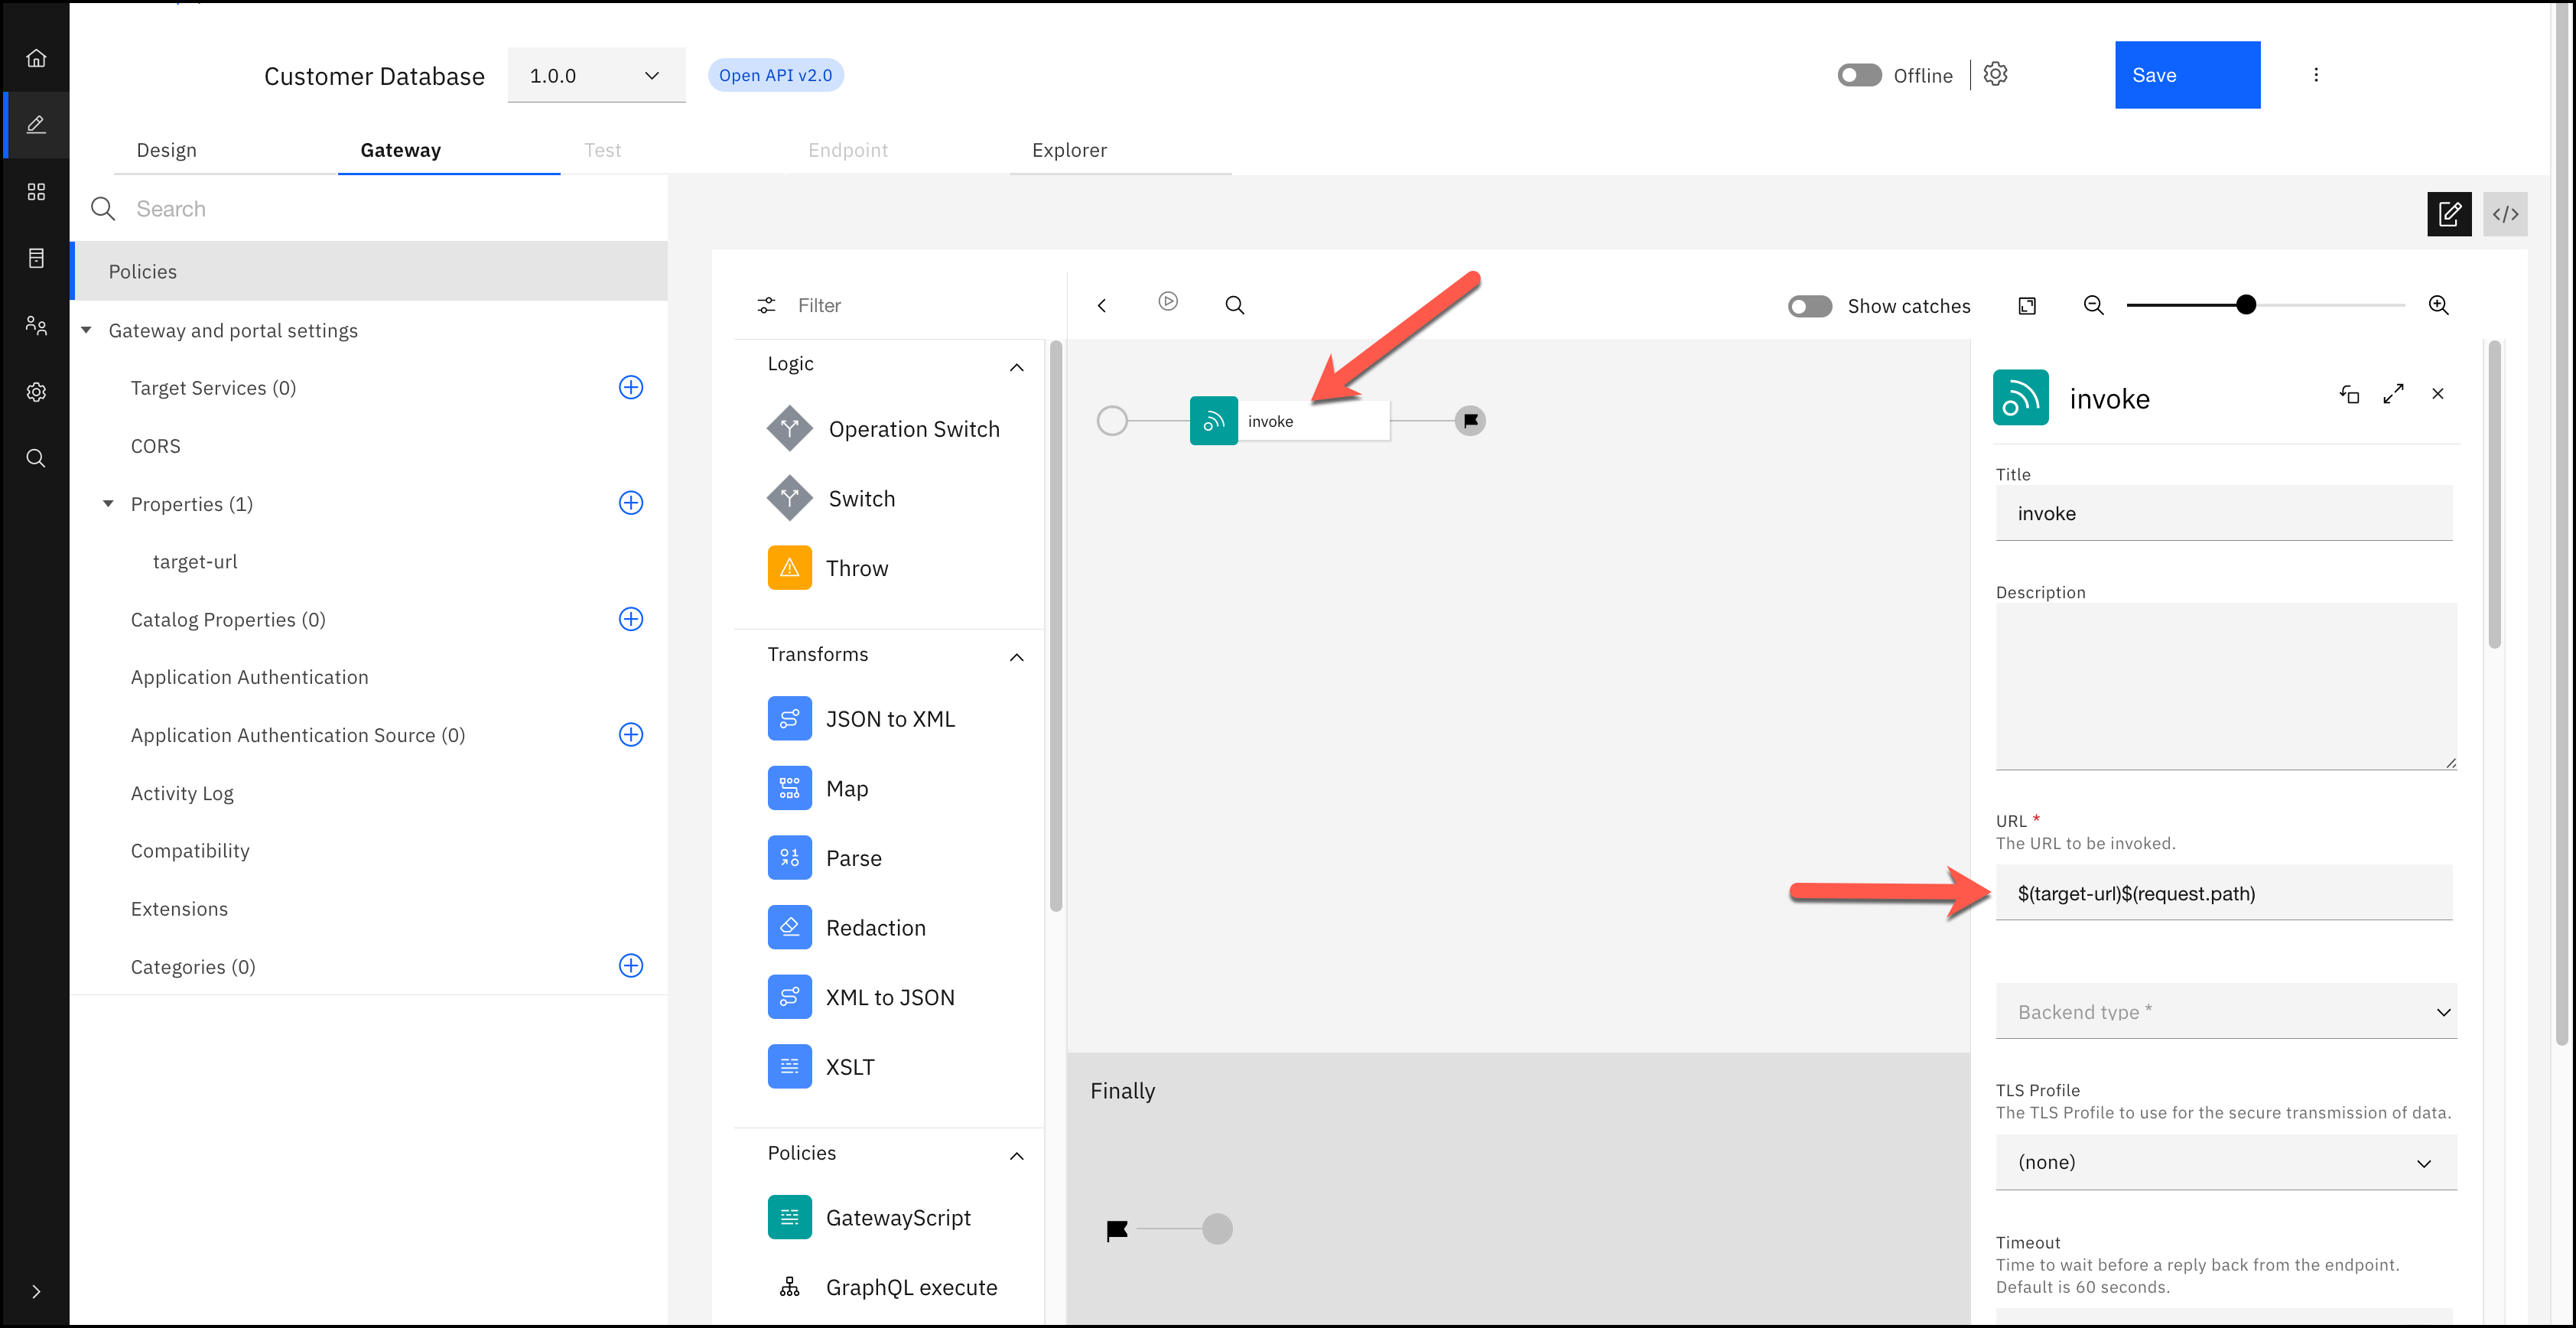 Customer Database
1.0.0
Open API v2.0
Offline
Save
Design
Gateway
Test
Endpoint
Explorer
Search
Policies
Gateway and portal settings
Target Services (0)
CORS
Properties (1)
target-url
Catalog Properties (0)
Application Authentication
Application Authentication Source (0)
Activity Log
Compatibility
Extensions
Categories (0)
Filter
Logic
Operation Switch
Switch
Throw
Transforms
JSON to XML
Map
Parse
Redaction
XML to JSON
XSLT
Policies
GatewayScript
GraphQL execute
Show catches
invoke
Finally
invoke
Title
invoke
Description
URL *
The URL to be invoked.
$(target-url)$(request.path)
Backend type *
TLS Profile
The TLS Profile to use for the secure transmission of data.
(none)
Timeout
Time to wait before a reply back from the endpoint.
Default is 60 seconds.